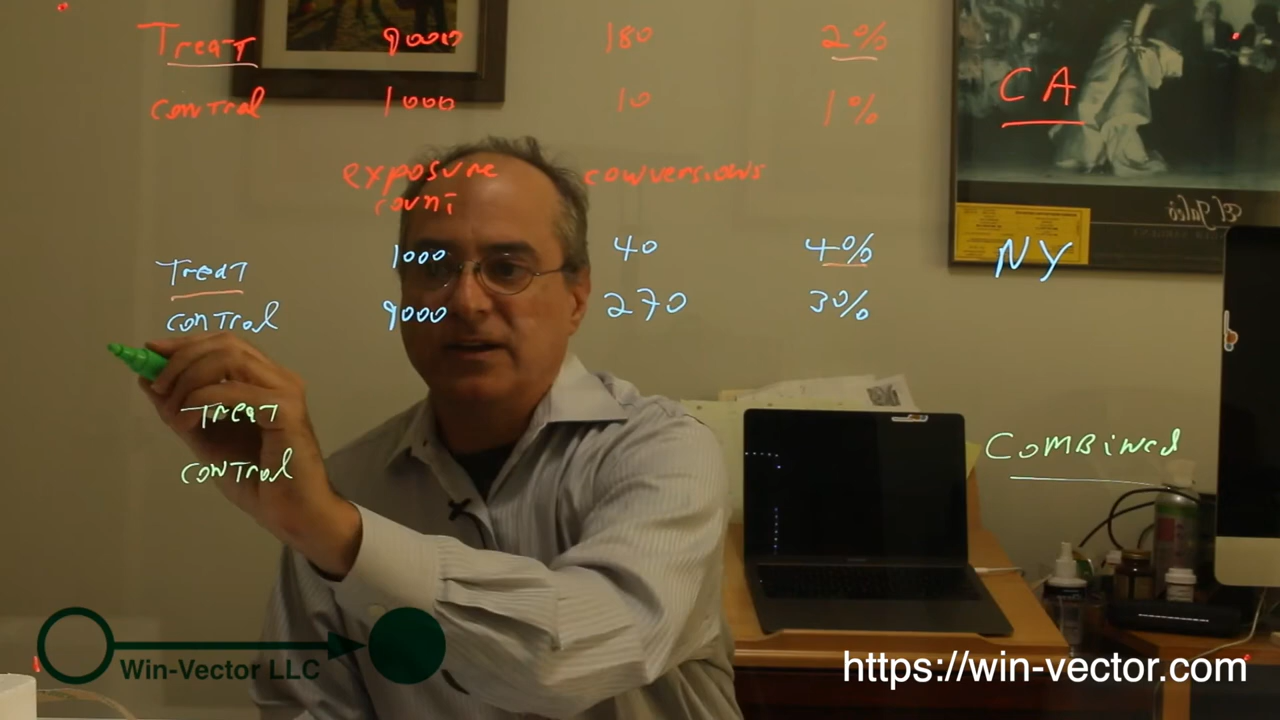 Treat 9000 180 2%
control 1000 10 1%
CA
exposure conversions
count
Treat 1000 40 4%
NY
control 9000 270 3%
Treat
COMBined
control
Win-Vector LLC
https://win-vector.com